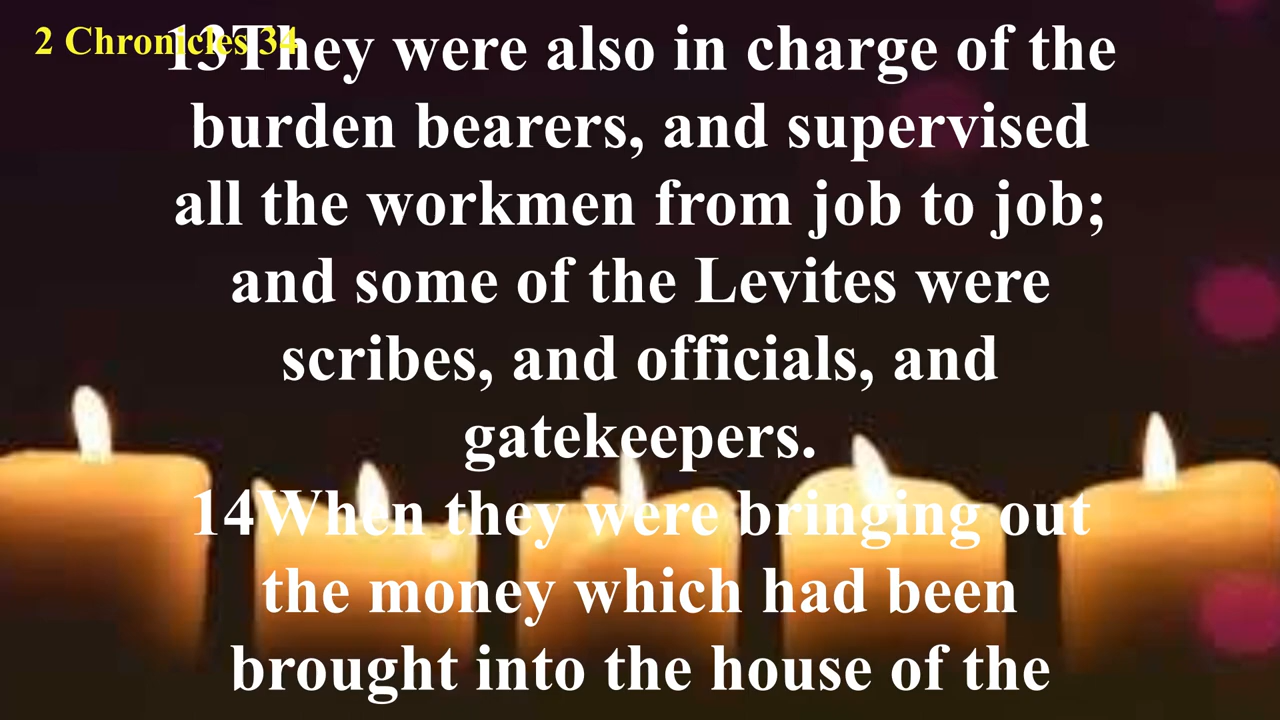 2 Chronicles 34
13They were also in charge of the
burden bearers, and supervised
all the workmen from job to job;
and some of the Levites were
scribes, and officials, and
gatekeepers.
14When they were bringing out
the money which had been
brought into the house of the